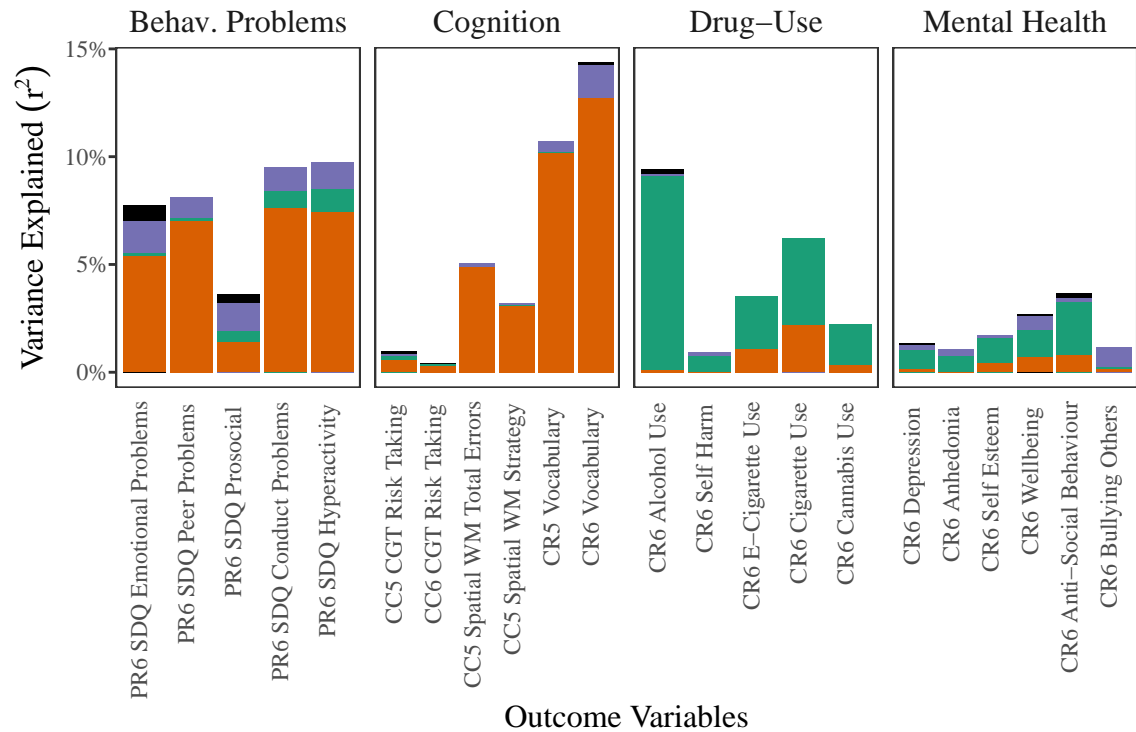 Behav. Problems
Cognition
Drug−Use
Mental Health
Variance Explained (r²)
15%
10%
5%
0%
PR6 SDQ Emotional Problems
PR6 SDQ Peer Problems
PR6 SDQ Prosocial
PR6 SDQ Conduct Problems
PR6 SDQ Hyperactivity
CC5 CGT Risk Taking
CC6 CGT Risk Taking
CC5 Spatial WM Total Errors
CC5 Spatial WM Strategy
CR5 Vocabulary
CR6 Vocabulary
CR6 Alcohol Use
CR6 Self Harm
CR6 E−Cigarette Use
CR6 Cigarette Use
CR6 Cannabis Use
CR6 Depression
CR6 Anhedonia
CR6 Self Esteem
CR6 Wellbeing
CR6 Anti−Social Behaviour
CR6 Bullying Others
Outcome Variables